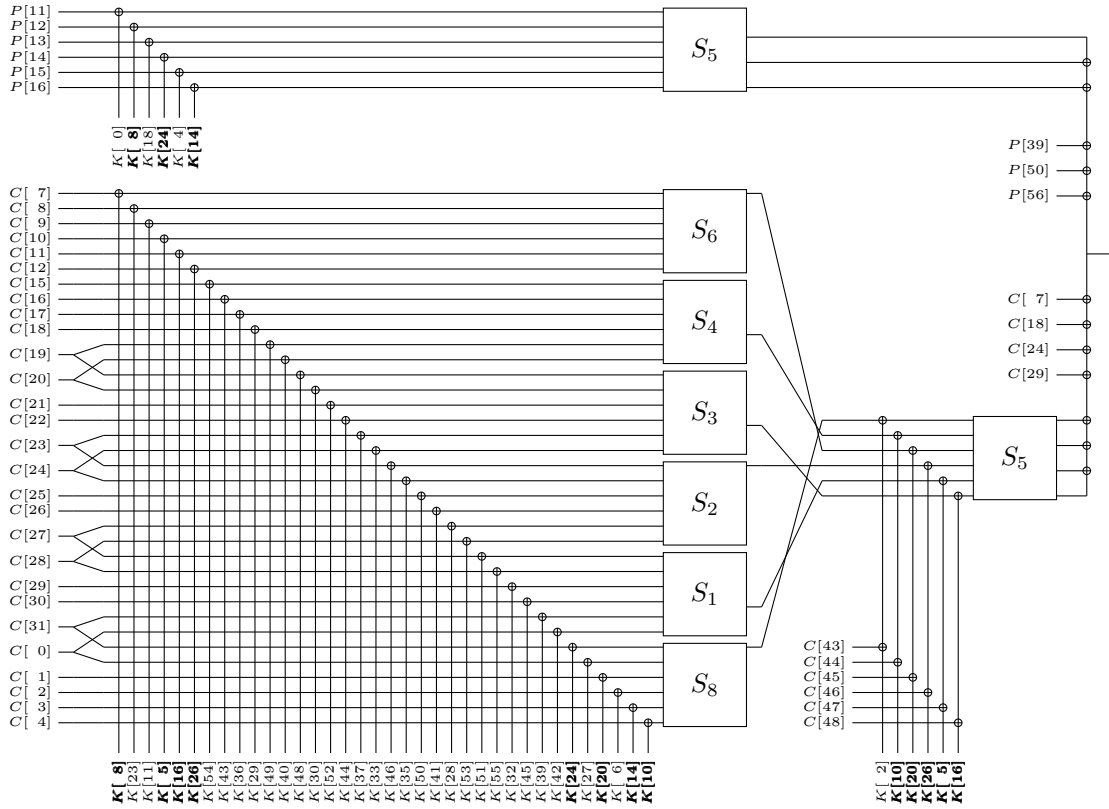 P[11]
P[12]
P[13]
P[14]
P[15]
P[16]
S5
K[ 0]
K[ 8]
K[18]
K[24]
K[ 4]
K[14]
P[39]
P[50]
P[56]
C[ 7]
C[ 8]
C[ 9]
C[10]
C[11]
C[12]
C[15]
C[16]
C[17]
C[18]
C[19]
C[20]
C[21]
C[22]
C[23]
C[24]
C[25]
C[26]
C[27]
C[28]
C[29]
C[30]
C[31]
C[ 0]
C[ 1]
C[ 2]
C[ 3]
C[ 4]
S6
S4
S3
S2
S1
S8
C[ 7]
C[18]
C[24]
C[29]
S5
C[43]
C[44]
C[45]
C[46]
C[47]
C[48]
K[ 8]
K[23]
K[11]
K[ 5]
K[16]
K[26]
K[54]
K[43]
K[36]
K[29]
K[49]
K[40]
K[48]
K[30]
K[52]
K[44]
K[37]
K[33]
K[46]
K[35]
K[50]
K[41]
K[28]
K[53]
K[51]
K[55]
K[32]
K[45]
K[39]
K[42]
K[24]
K[27]
K[20]
K[ 6]
K[14]
K[10]
K[ 2]
K[10]
K[20]
K[26]
K[ 5]
K[16]